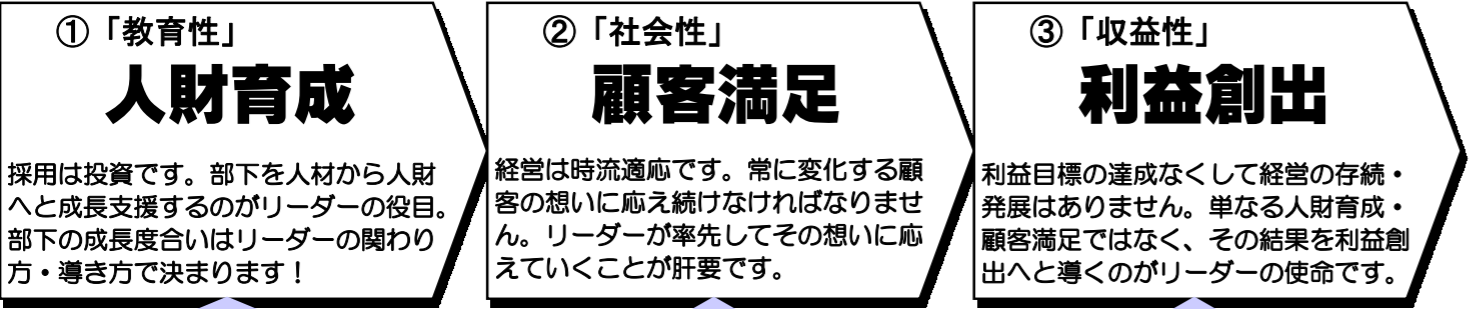 ①「教育性」
人財育成
採用は投資です。部下を人材から人財
へと成長支援するのがリーダーの役目。
部下の成長度合いはリーダーの関わり
方・導き方で決まります！
②「社会性」
顧客満足
経営は時流適応です。常に変化する顧
客の想いに応え続けなければなりませ
ん。リーダーが率先してその想いに応
えていくことが肝要です。
③「収益性」
利益創出
利益目標の達成なくして経営の存続・
発展はありません。単なる人財育成・
顧客満足ではなく、その結果を利益創
出へと導くのがリーダーの使命です。